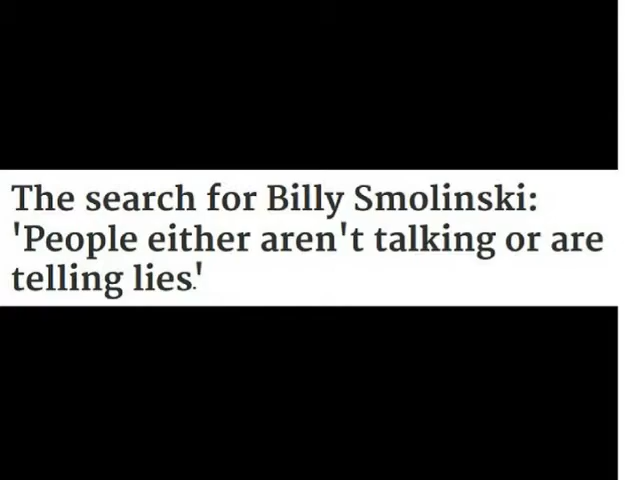 The search for Billy Smolinski:
'People either aren't talking or are
telling lies.'